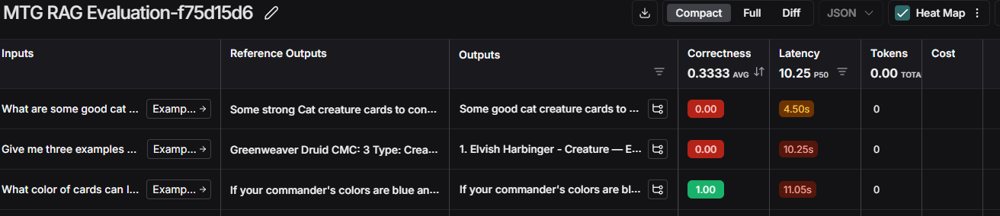 MTG RAG Evaluation-f75d15d6
Compact Full Diff JSON Heat Map
Inputs Reference Outputs Outputs Correctness Latency Tokens Cost
0.3333 AVG 10.25 P50 0.00 TOTA
What are some good cat ... Examp... → Some strong Cat creature cards to con... Some good cat creature cards to ... 0.00 4.50s 0
Give me three examples ... Examp... → Greenweaver Druid CMC: 3 Type: Crea... 1. Elvish Harbinger - Creature — E... 0.00 10.25s 0
What color of cards can I... Examp... → If your commander's colors are blue an... If your commander's colors are bl... 1.00 11.05s 0